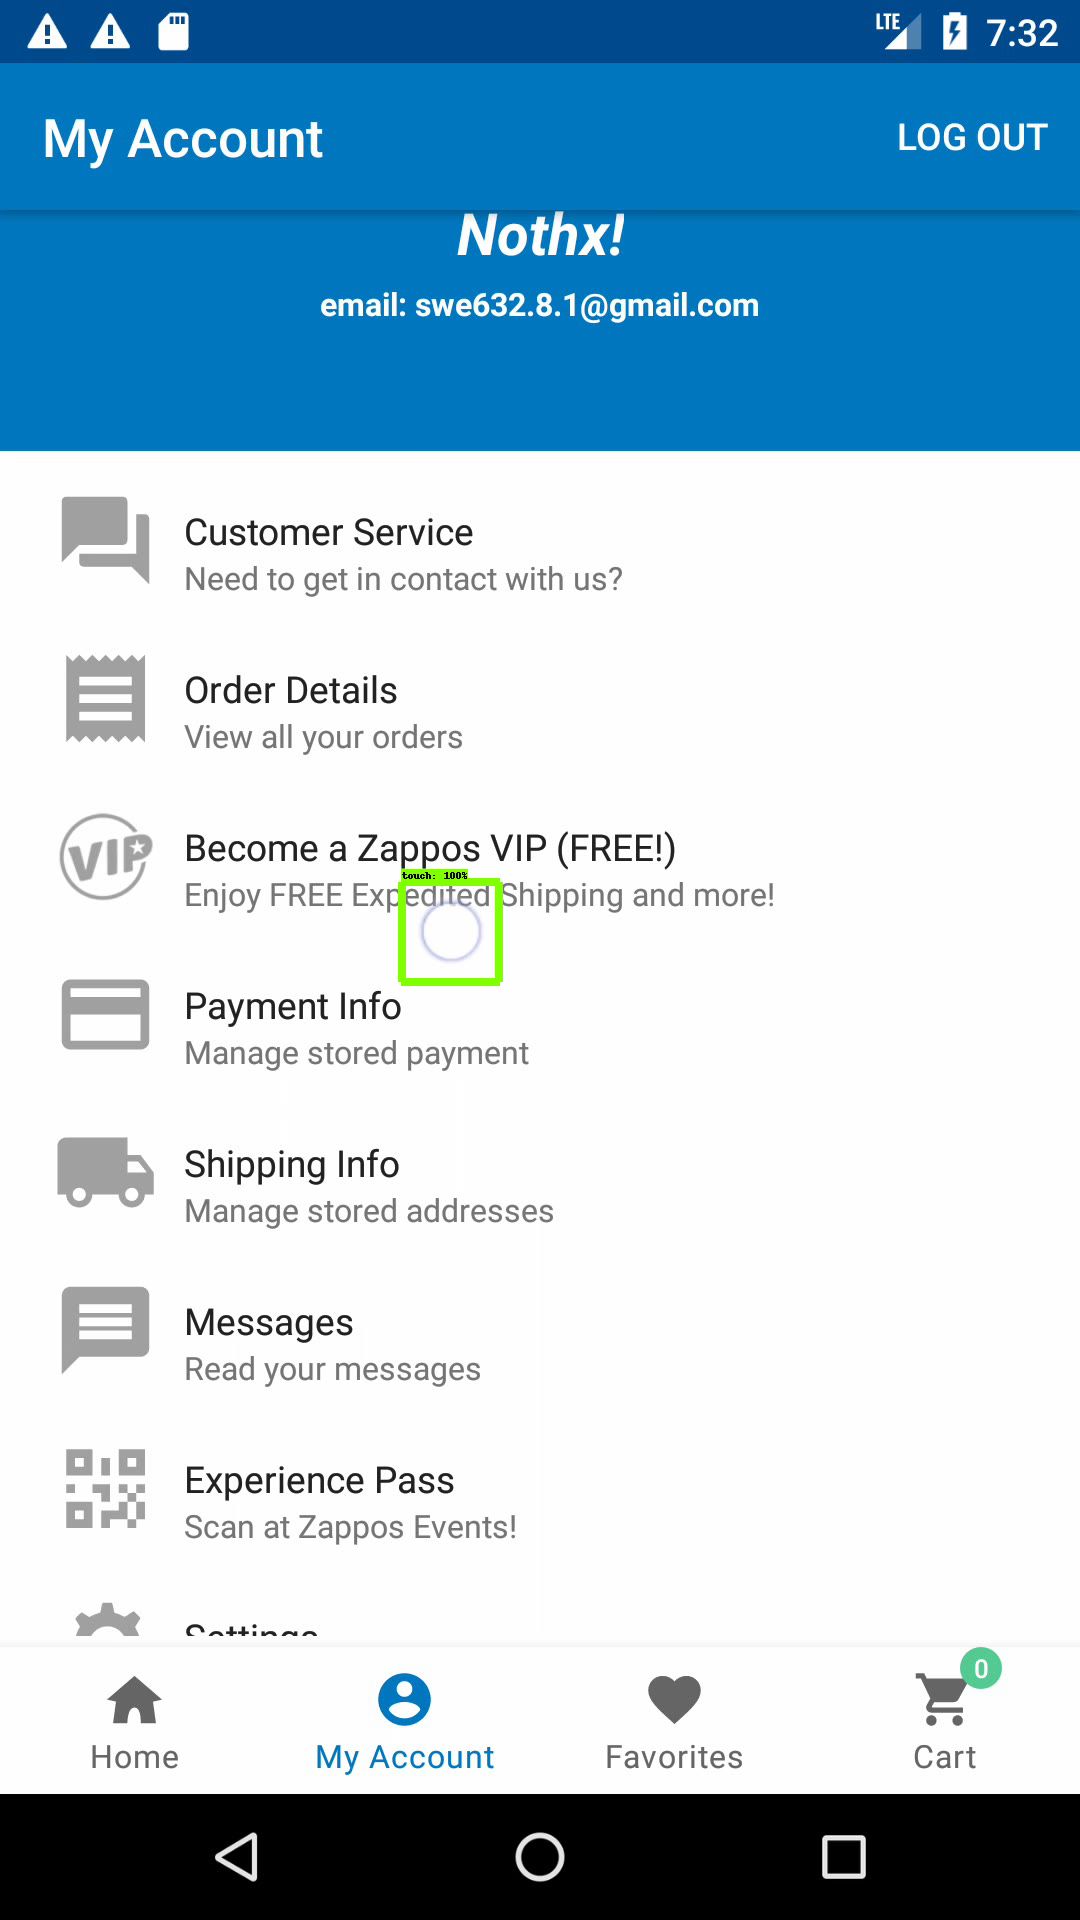 LTE 7:32
My Account LOG OUT
Nothx!
email: swe632.8.1@gmail.com
Customer Service
Need to get in contact with us?
Order Details
View all your orders
VIP
Become a Zappos VIP (FREE!)
touch: 100%
Enjoy FREE Expedited Shipping and more!
Payment Info
Manage stored payment
Shipping Info
Manage stored addresses
Messages
Read your messages
Experience Pass
Scan at Zappos Events!
Settings
0
Home My Account Favorites Cart